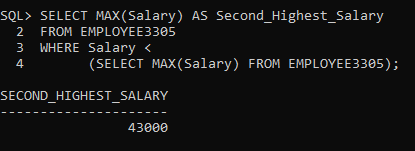 SQL> SELECT MAX(Salary) AS Second_Highest_Salary
  2  FROM EMPLOYEE3305
  3  WHERE Salary <
  4         (SELECT MAX(Salary) FROM EMPLOYEE3305);
SECOND_HIGHEST_SALARY
---------------------
                43000